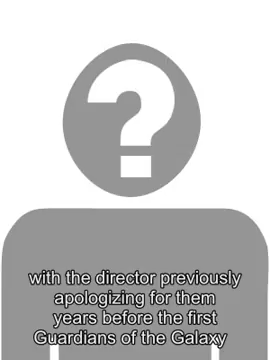 ?
with the director previously
apologizing for them
years before the first
Guardians of the Galaxy